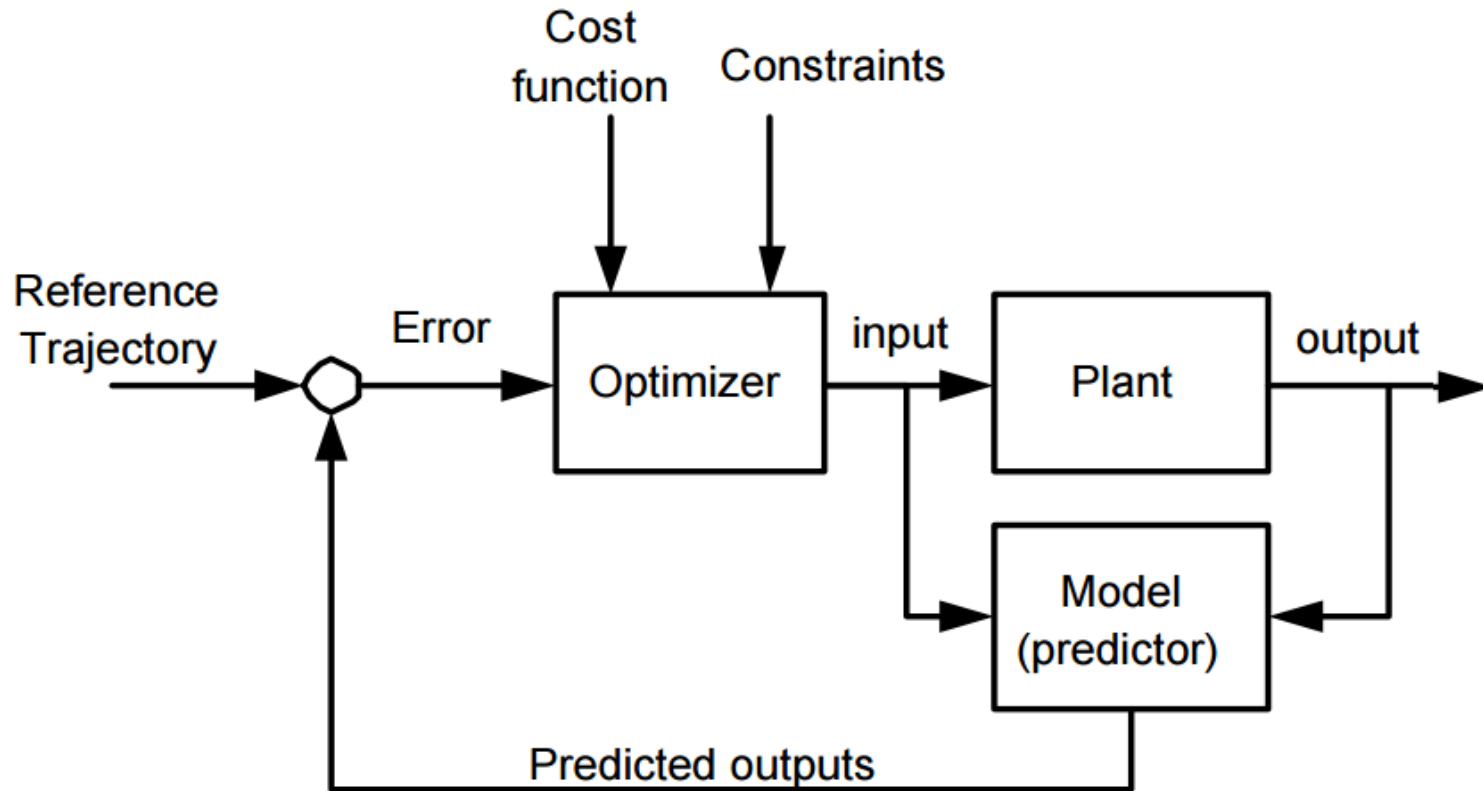 Cost
function
Constraints
Reference
Trajectory
Error
Optimizer
input
Plant
output
Model
(predictor)
Predicted outputs